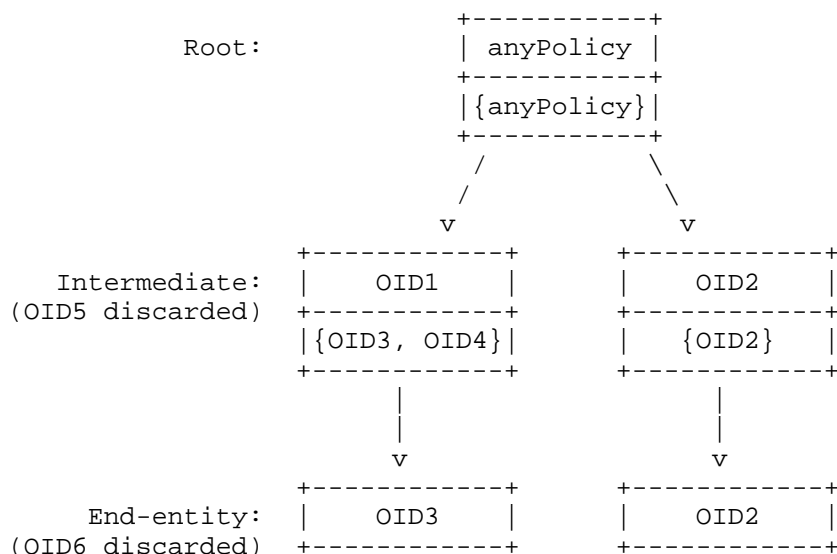 +-----------+
       Root:             | anyPolicy |
                         +-----------+
                         |{anyPolicy}|
                         +-----------+
                          /         \
                         /           \
                        v             v
                +------------+      +------------+
  Intermediate: |    OID1    |      |    OID2    |
(OID5 discarded) +------------+      +------------+
                |{OID3, OID4}|      |   {OID2}   |
                +------------+      +------------+
                      |                   |
                      |                   |
                      v                   v
                +------------+      +------------+
    End-entity: |    OID3    |      |    OID2    |
(OID6 discarded) +------------+      +------------+